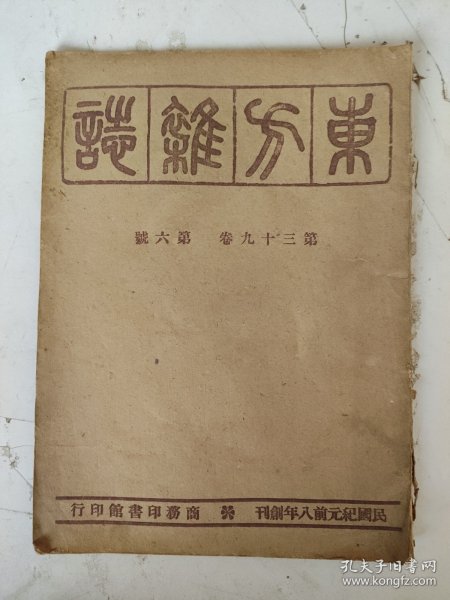 東方雜誌
第三十九卷 第六號
民國紀元前八年創刊 商務印書館印行
孔夫子旧书网
www.kongfz.com